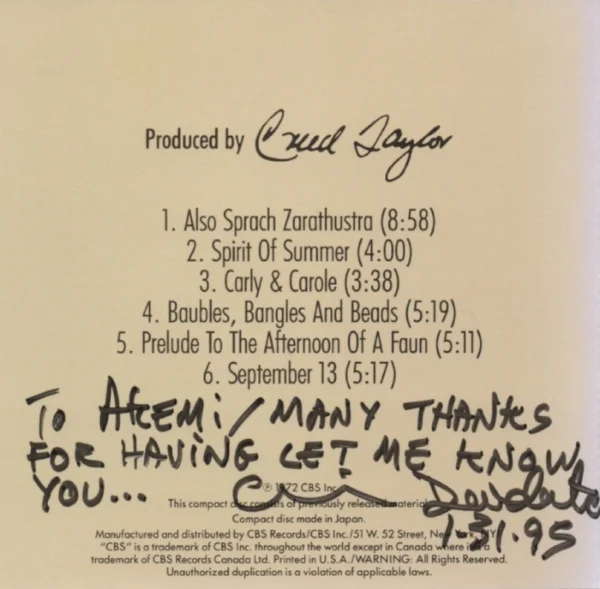 Produced by Creed Taylor
1. Also Sprach Zarathustra (8:58)
2. Spirit Of Summer (4:00)
3. Carly & Carole (3:38)
4. Baubles, Bangles And Beads (5:19)
5. Prelude To The Afternoon Of A Faun (5:11)
6. September 13 (5:17)
To AKEMi/MANY THANKS
FOR HAVING LET ME KNOW
YOU... Deodato
℗ 1972 CBS Inc.
This compact disc consists of previously released material.
1.31.95
Compact disc made in Japan.
Manufactured and distributed by CBS Records/CBS Inc./51 W. 52 Street, New York, NY
"CBS" is a trademark of CBS Inc. throughout the world except in Canada where it is a
trademark of CBS Records Canada Ltd. Printed in U.S.A./WARNING: All Rights Reserved.
Unauthorized duplication is a violation of applicable laws.